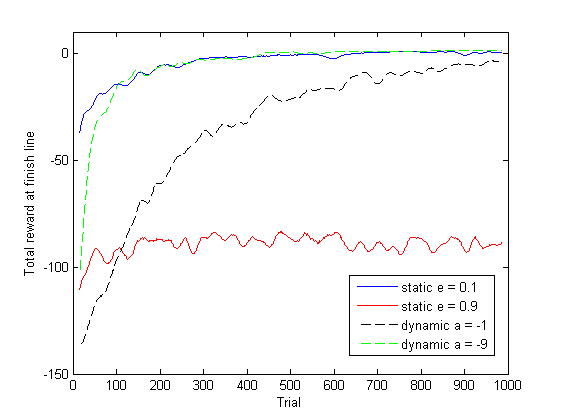 0
-50
-100
-150
Total reward at finish line
0 100 200 300 400 500 600 700 800 900 1000
Trial
static e = 0.1
static e = 0.9
dynamic a = -1
dynamic a = -9